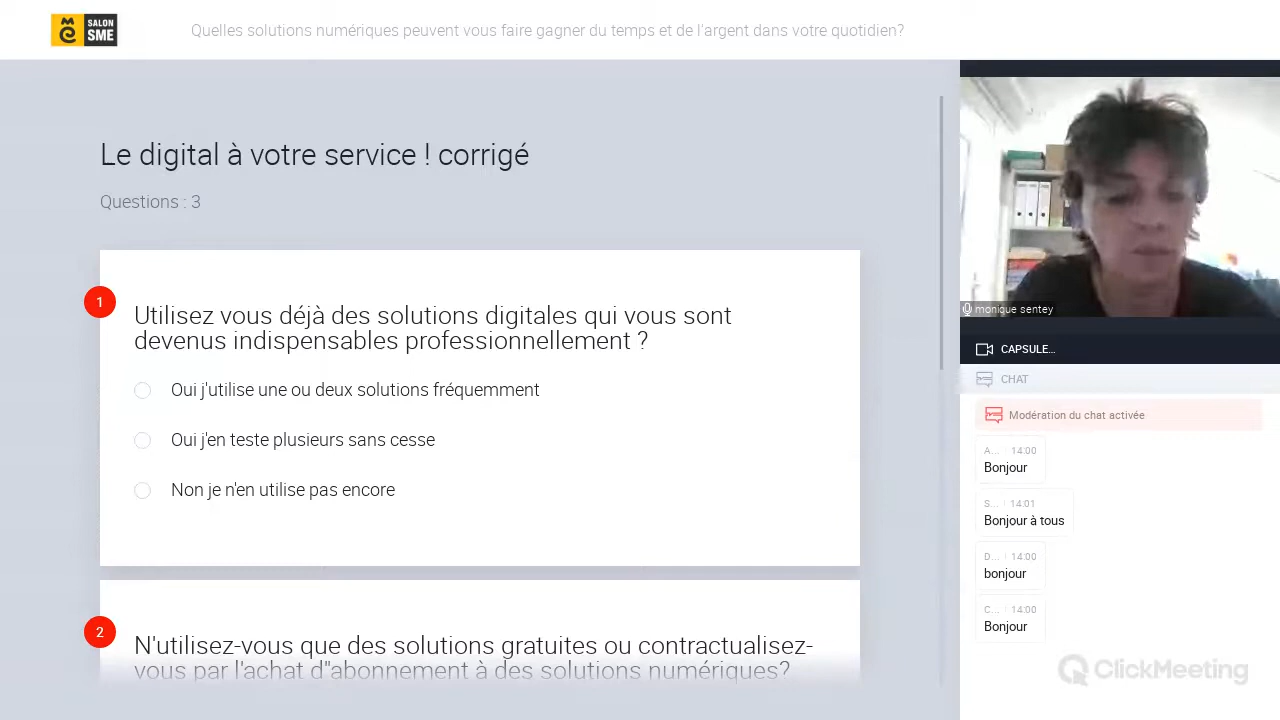 SALON
SME
Quelles solutions numériques peuvent vous faire gagner du temps et de l'argent dans votre quotidien?
Le digital à votre service ! corrigé
Questions : 3
1
Utilisez vous déjà des solutions digitales qui vous sont
devenus indispensables professionnellement ?
Oui j'utilise une ou deux solutions fréquemment
Oui j'en teste plusieurs sans cesse
Non je n'en utilise pas encore
2
N'utilisez-vous que des solutions gratuites ou contractualisez-
vous par l'achat d"abonnement à des solutions numériques?
monique sentey
CAPSULE...
CHAT
Modération du chat activée
A... 14:00
Bonjour
S... 14:01
Bonjour à tous
D... 14:00
bonjour
C... 14:00
Bonjour
ClickMeeting